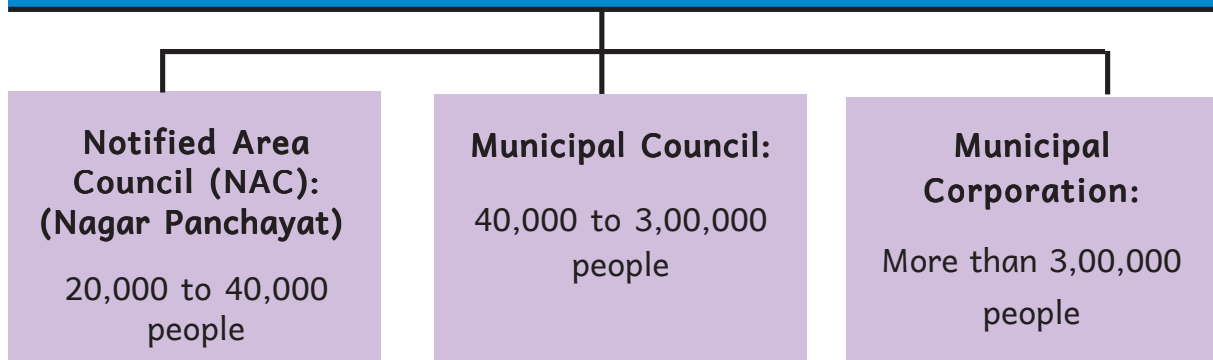 Notified Area
Council (NAC):
(Nagar Panchayat)
20,000 to 40,000
people
Municipal Council:
40,000 to 3,00,000
people
Municipal
Corporation:
More than 3,00,000
people